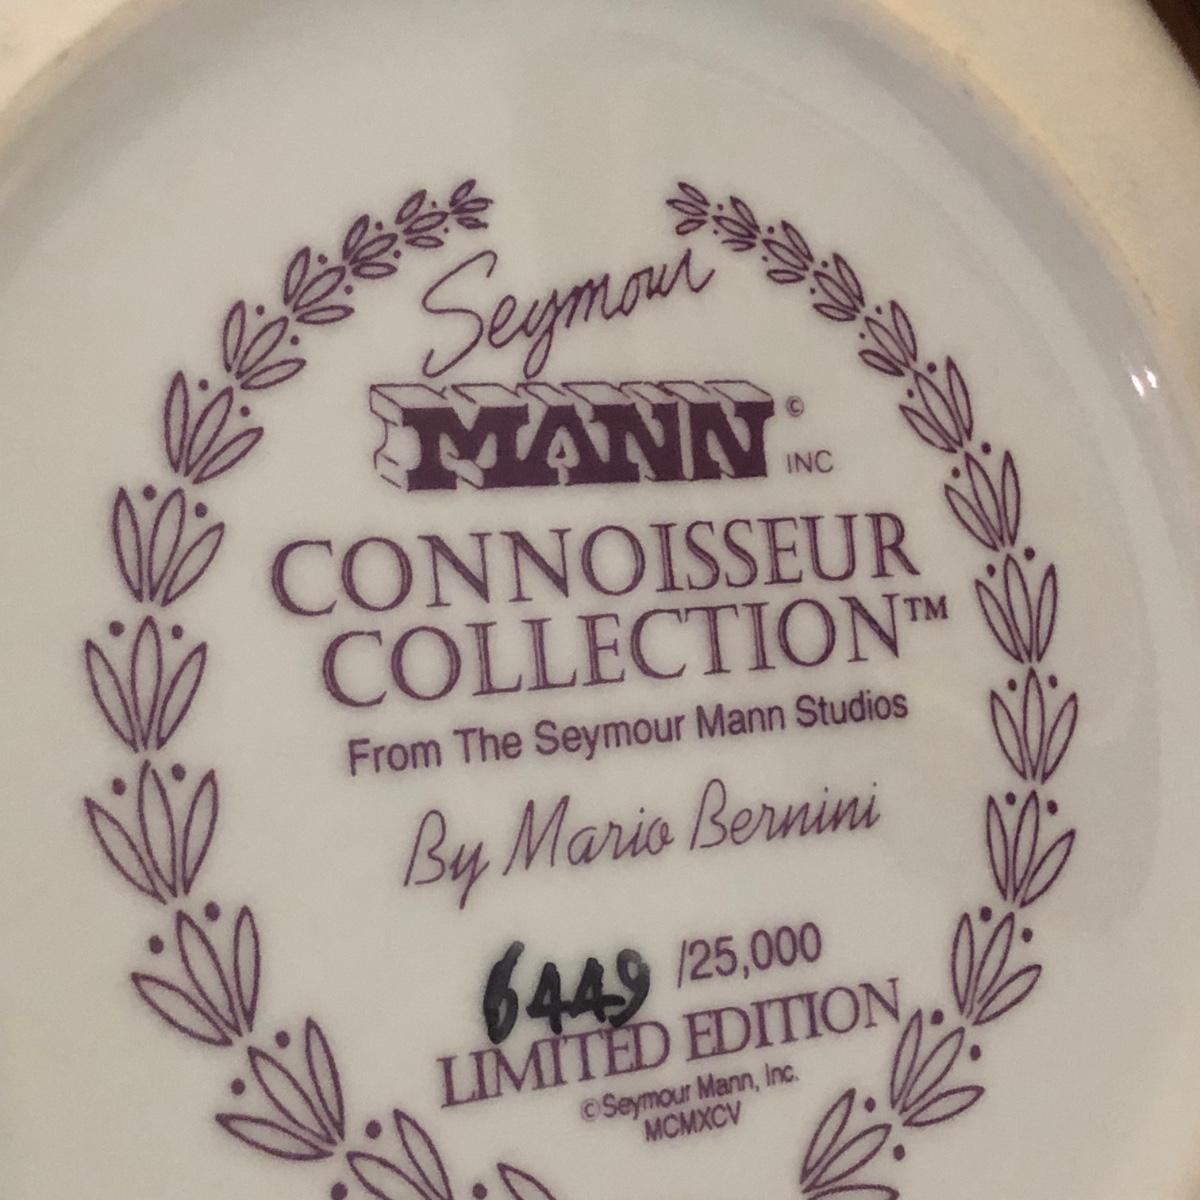 Seymour
MANN ©
INC
CONNOISSEUR
COLLECTION™
From The Seymour Mann Studios
By Mario Bernini
6449 /25,000
LIMITED EDITION
©Seymour Mann, Inc.
MCMXCV